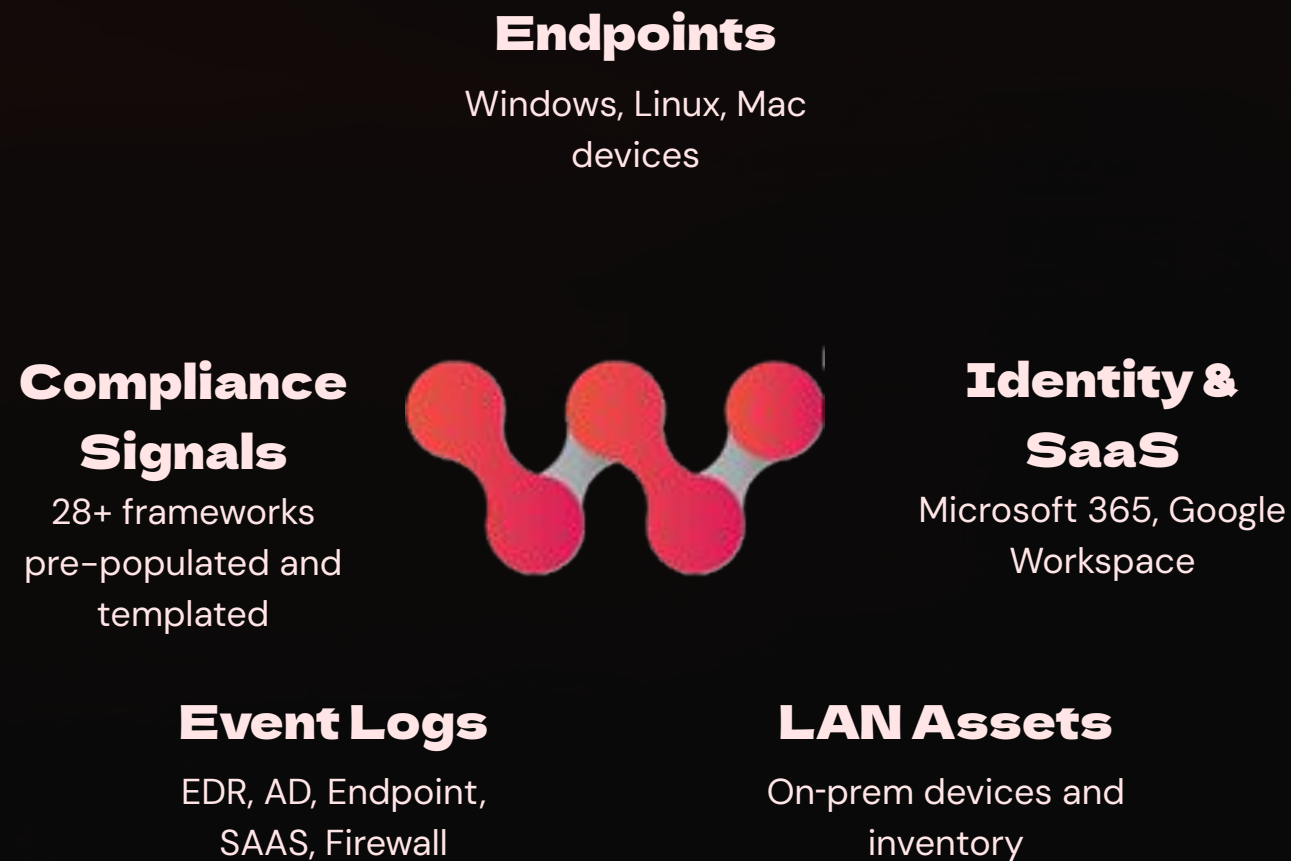 Endpoints
Windows, Linux, Mac
devices
Compliance
Signals
28+ frameworks
pre-populated and
templated
Identity &
SaaS
Microsoft 365, Google
Workspace
Event Logs
EDR, AD, Endpoint,
SAAS, Firewall
LAN Assets
On-prem devices and
inventory